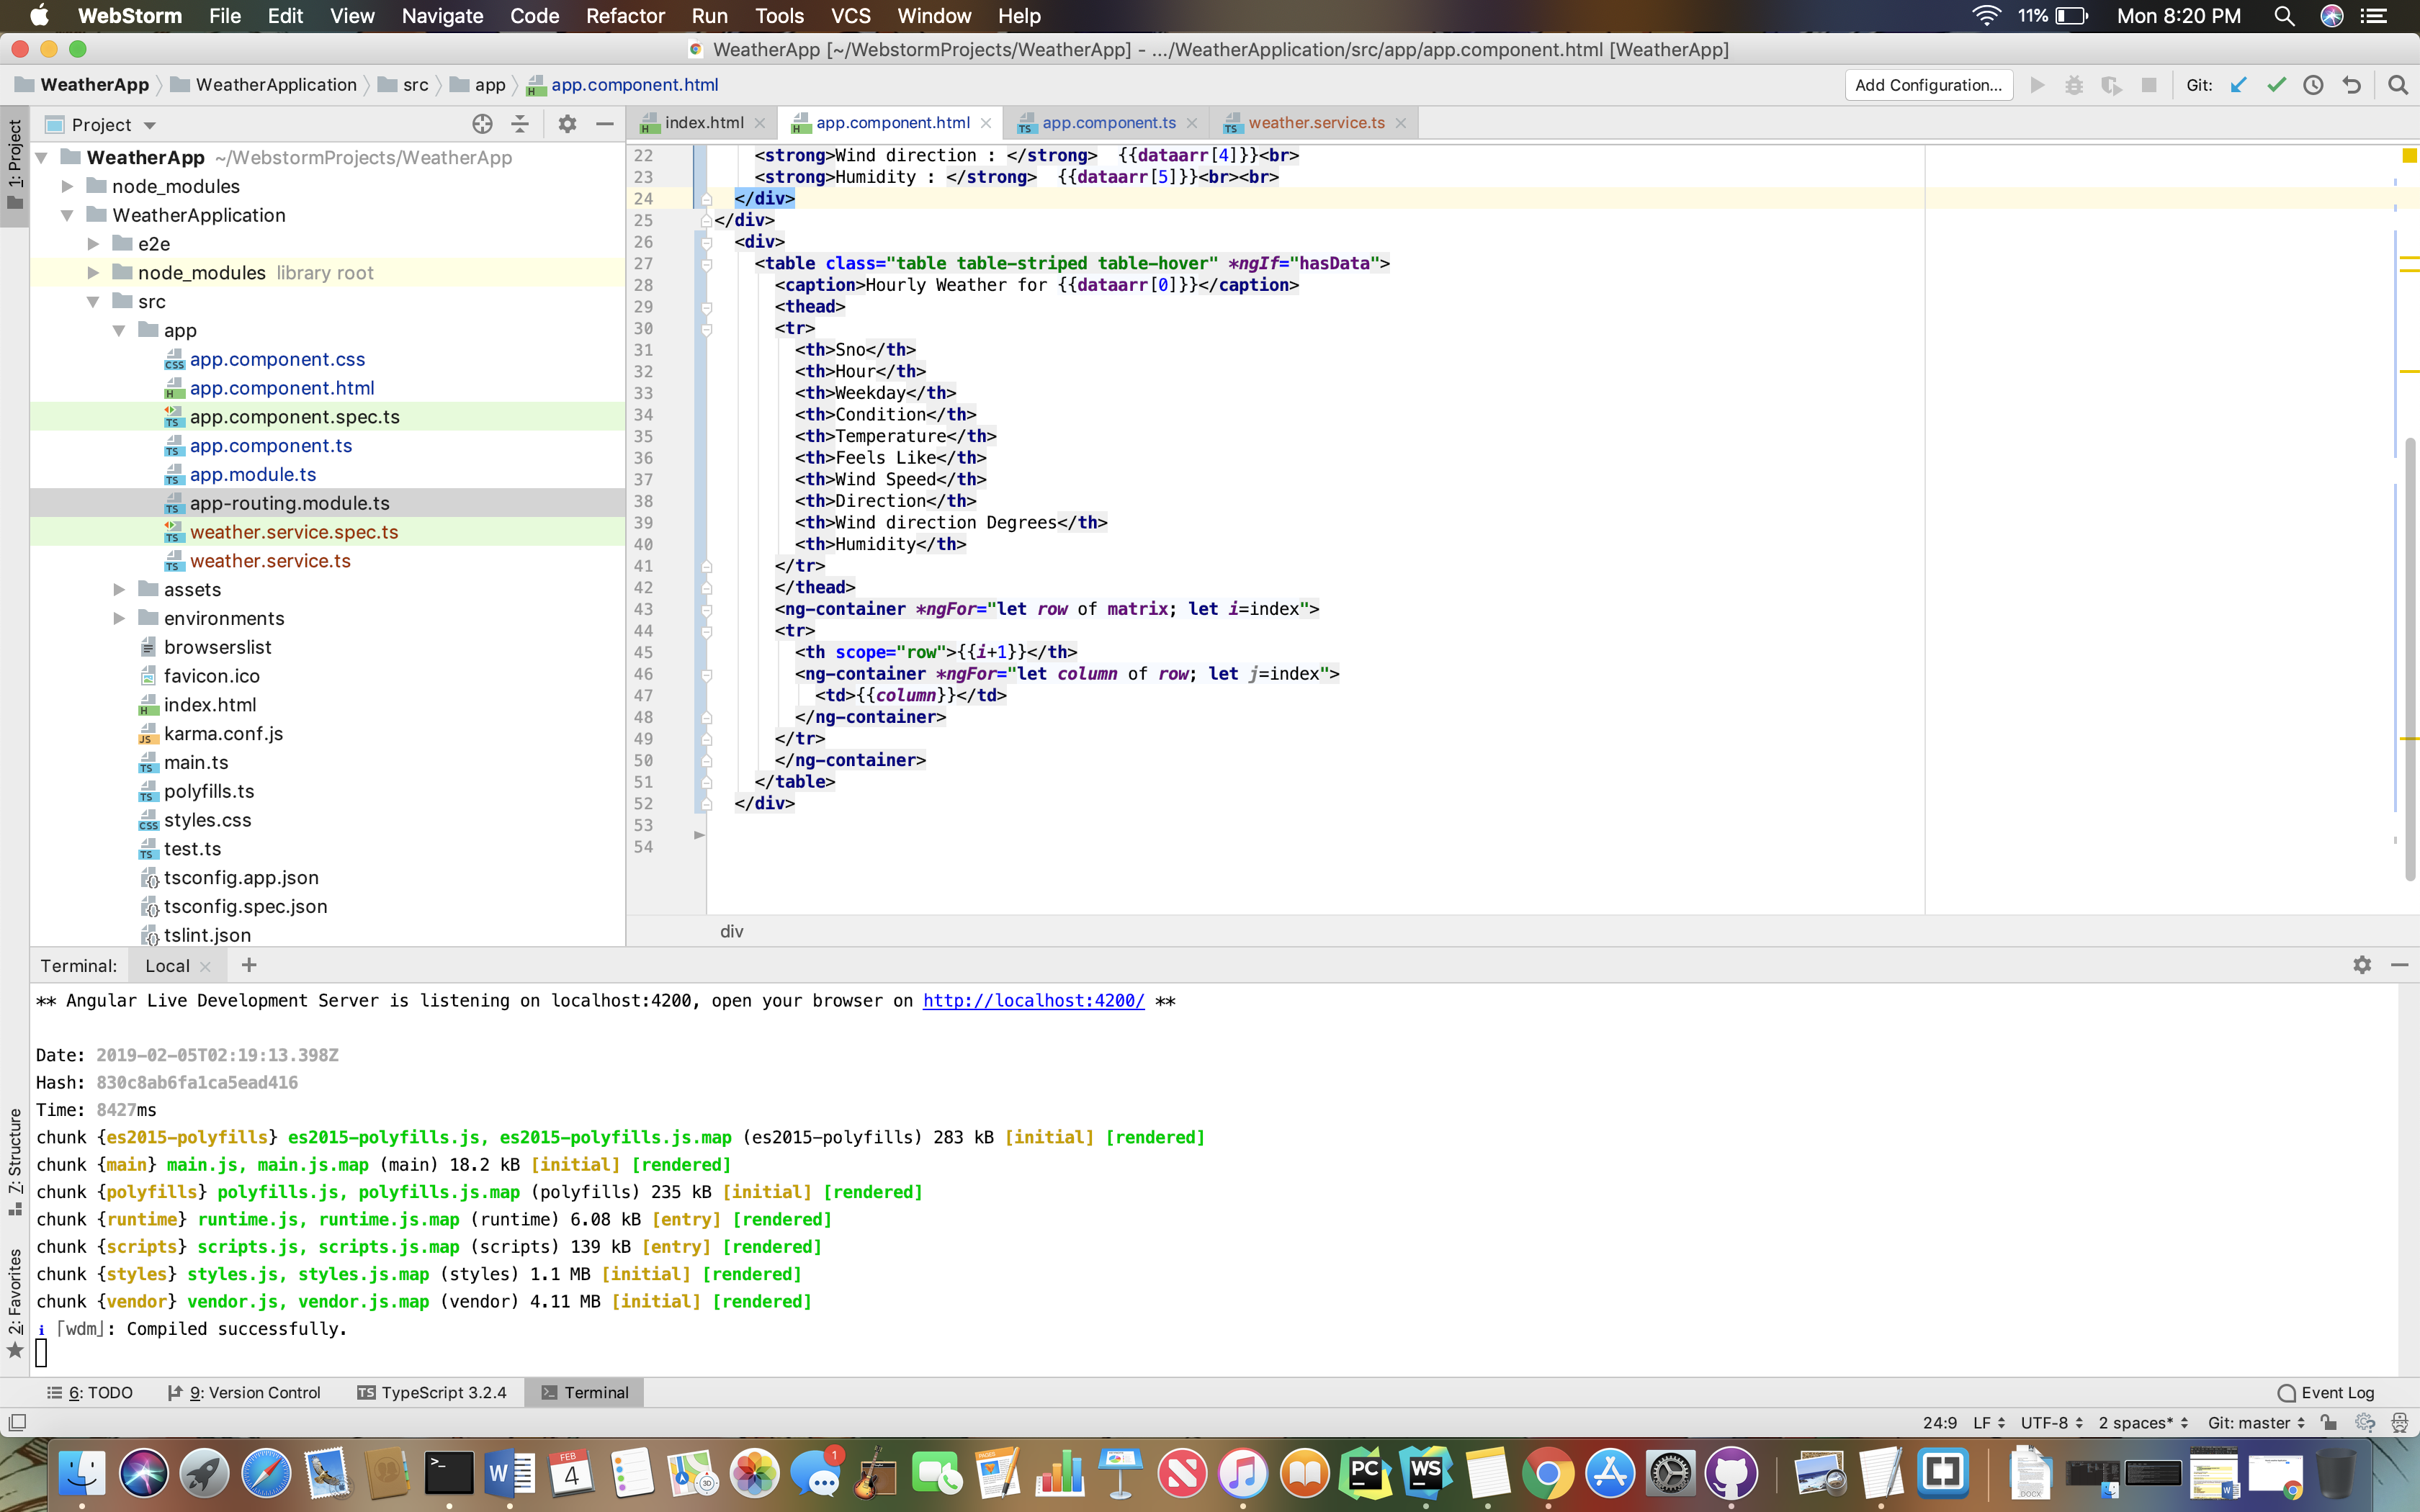 WebStorm File Edit View Navigate Code Refactor Run Tools VCS Window Help 11% Mon 8:20 PM
WeatherApp [~/WebstormProjects/WeatherApp] - .../WeatherApplication/src/app/app.component.html [WeatherApp]
WeatherApp WeatherApplication src app app.component.html Add Configuration... Git:
1: Project
Project
WeatherApp ~/WebstormProjects/WeatherApp
node_modules
WeatherApplication
e2e
node_modules library root
src
app
app.component.css
app.component.html
app.component.spec.ts
app.component.ts
app.module.ts
app-routing.module.ts
weather.service.spec.ts
weather.service.ts
assets
environments
browserslist
favicon.ico
index.html
karma.conf.js
main.ts
polyfills.ts
styles.css
test.ts
tsconfig.app.json
tsconfig.spec.json
tslint.json
index.html app.component.html app.component.ts weather.service.ts
22 <strong>Wind direction : </strong>  {{dataarr[4]}}<br>
23 <strong>Humidity : </strong>  {{dataarr[5]}}<br><br>
24 </div>
25 </div>
26 <div>
27 <table class="table table-striped table-hover" *ngIf="hasData">
28 <caption>Hourly Weather for {{dataarr[0]}}</caption>
29 <thead>
30 <tr>
31 <th>Sno</th>
32 <th>Hour</th>
33 <th>Weekday</th>
34 <th>Condition</th>
35 <th>Temperature</th>
36 <th>Feels Like</th>
37 <th>Wind Speed</th>
38 <th>Direction</th>
39 <th>Wind direction Degrees</th>
40 <th>Humidity</th>
41 </tr>
42 </thead>
43 <ng-container *ngFor="let row of matrix; let i=index">
44 <tr>
45 <th scope="row">{{i+1}}</th>
46 <ng-container *ngFor="let column of row; let j=index">
47 <td>{{column}}</td>
48 </ng-container>
49 </tr>
50 </ng-container>
51 </table>
52 </div>
53
54
div
Terminal: Local +
** Angular Live Development Server is listening on localhost:4200, open your browser on http://localhost:4200/ **
Date: 2019-02-05T02:19:13.398Z
Hash: 830c8ab6fa1ca5ead416
Time: 8427ms
chunk {es2015-polyfills} es2015-polyfills.js, es2015-polyfills.js.map (es2015-polyfills) 283 kB [initial] [rendered]
chunk {main} main.js, main.js.map (main) 18.2 kB [initial] [rendered]
chunk {polyfills} polyfills.js, polyfills.js.map (polyfills) 235 kB [initial] [rendered]
chunk {runtime} runtime.js, runtime.js.map (runtime) 6.08 kB [entry] [rendered]
chunk {scripts} scripts.js, scripts.js.map (scripts) 139 kB [entry] [rendered]
chunk {styles} styles.js, styles.js.map (styles) 1.1 MB [initial] [rendered]
chunk {vendor} vendor.js, vendor.js.map (vendor) 4.11 MB [initial] [rendered]
i ｢wdm｣: Compiled successfully.
7: Structure
2: Favorites
6: TODO 9: Version Control TypeScript 3.2.4 Terminal Event Log
24:9 LF UTF-8 2 spaces* Git: master
FEB
4
1
PC
WS